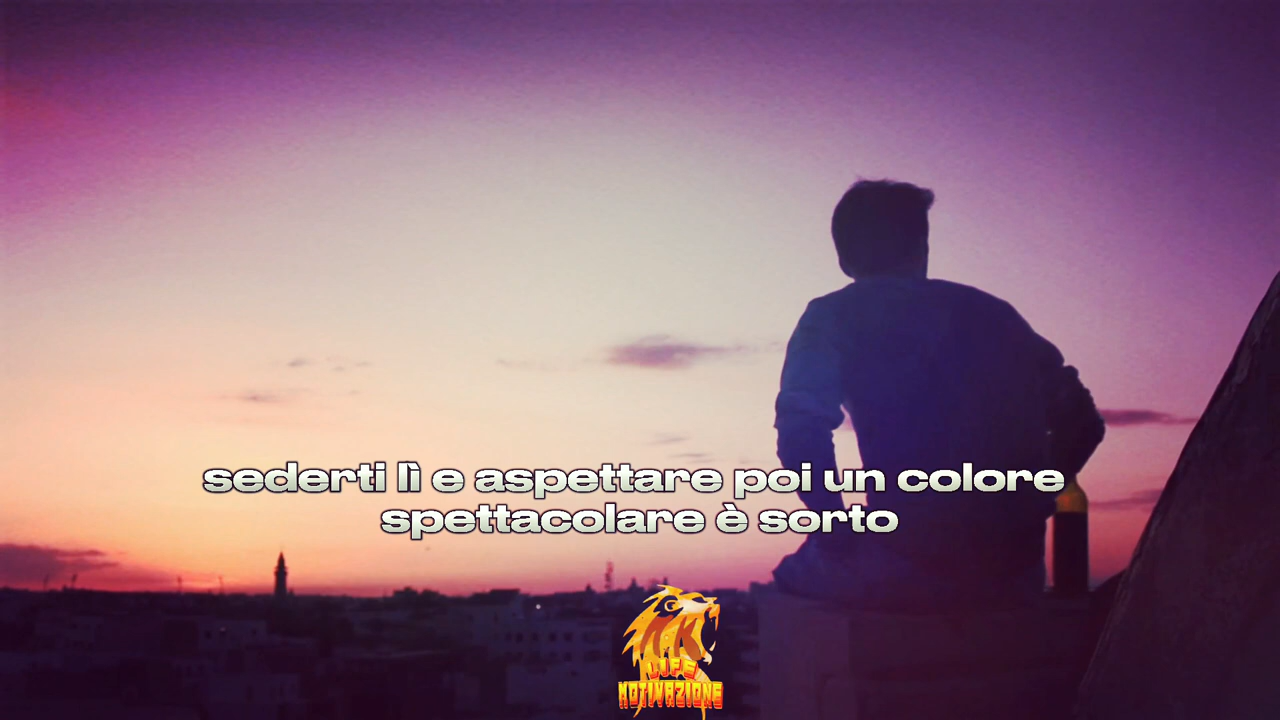 sederti lì e aspettare poi un colore
spettacolare è sorto
LIFE
MOTIVAZIONE